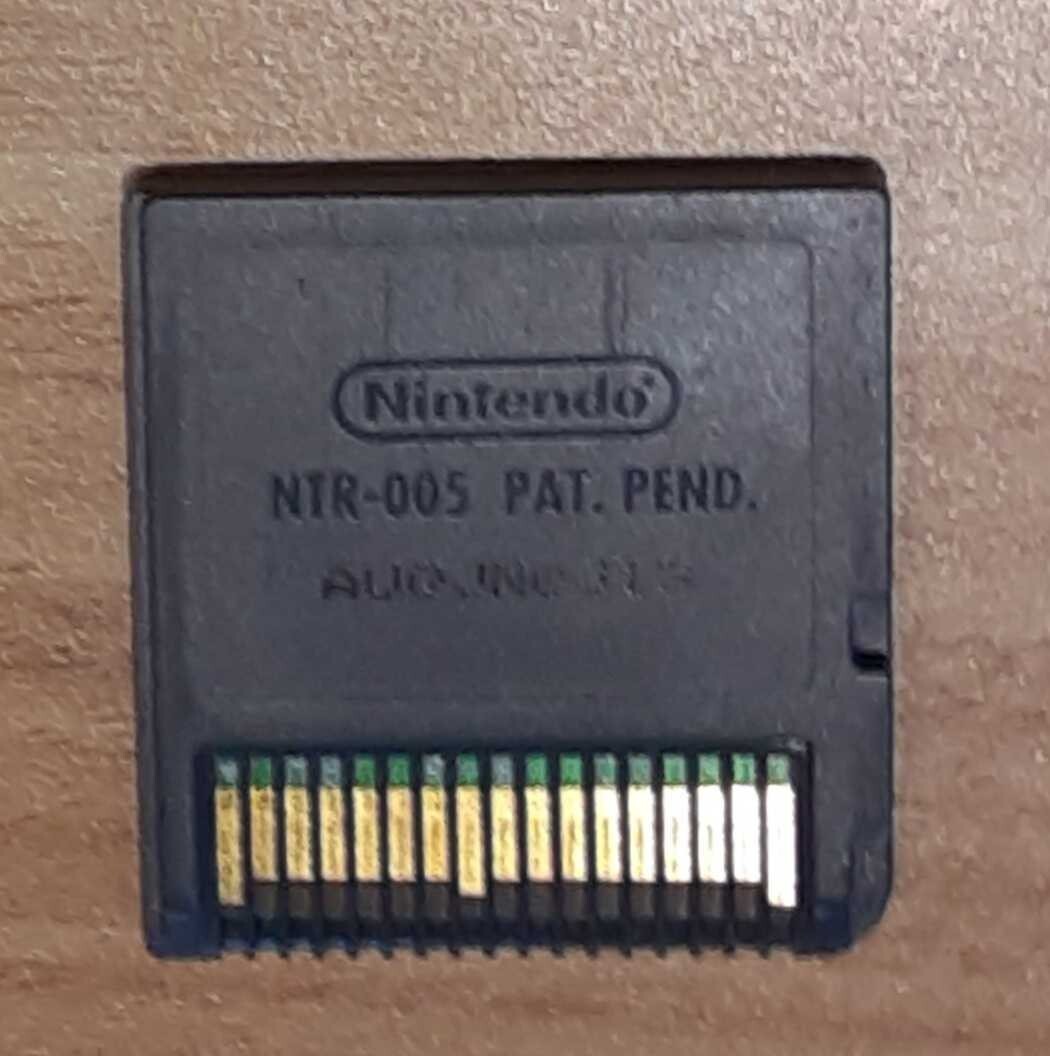 Nintendo
NTR-005 PAT. PEND.